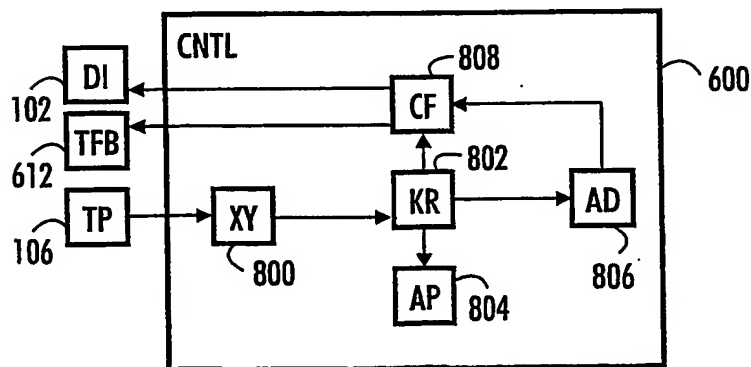 CNTL
808
DI
CF
600
102
TFB
802
612
KR
AD
TP
XY
106
800
806
AP
804